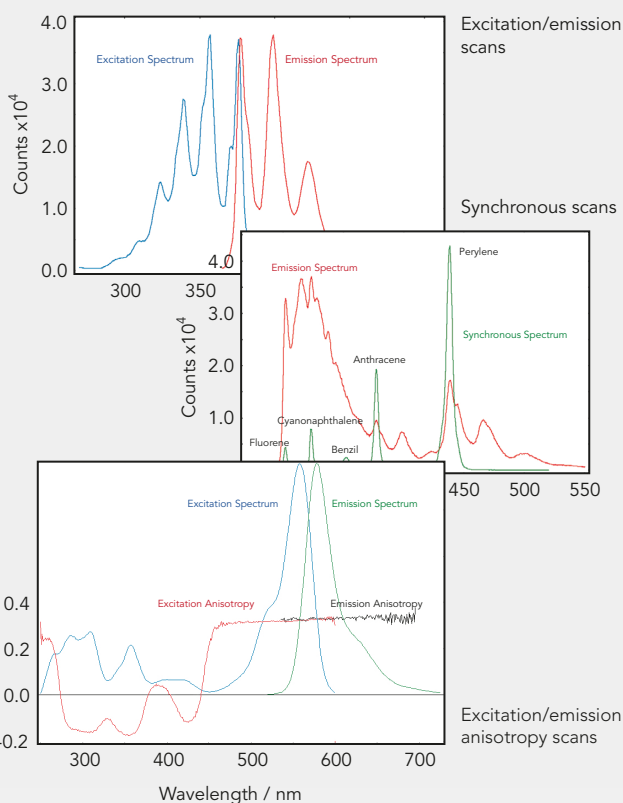 Excitation/emission
scans
4.0
3.0
2.0
1.0
0.0
Counts x10⁴
Excitation Spectrum
Emission Spectrum
300
350
Synchronous scans
4.0
3.0
2.0
1.0
Counts x10⁴
Emission Spectrum
Perylene
Synchronous Spectrum
Anthracene
Cyanonaphthalene
Fluorene
Benzil
450
500
550
Excitation Spectrum
Emission Spectrum
Excitation Anisotropy
Emission Anisotropy
0.4
0.2
0.0
-0.2
300
400
500
600
700
Wavelength / nm
Excitation/emission
anisotropy scans